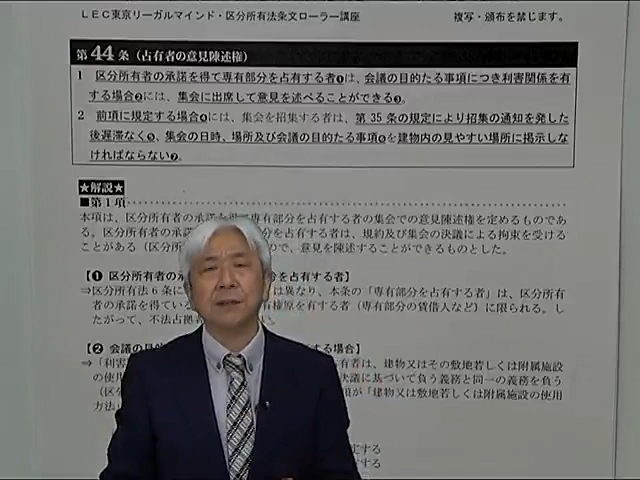 LEC東京リーガルマインド・区分所有法条文ローラー講座
複写・頒布を禁じます。
第44条（占有者の意見陳述権）
1 区分所有者の承諾を得て専有部分を占有する者❶は、会議の目的たる事項につき利害関係を有
する場合❷には、集会に出席して意見を述べることができる❸。
2 前項に規定する場合❹には、集会を招集する者は、第35条の規定により招集の通知を発した
後遅滞なく❺、集会の日時、場所及び会議の目的たる事項❻を建物内の見やすい場所に掲示しな
ければならない❼。
★解説★
■第1項
本項は、区分所有者の承諾を得て専有部分を占有する者の集会での意見陳述権を定めるものであ
る。区分所有者の承 分を占有する者は、規約及び集会の決議による拘束を受ける
ことがある（区分所 ので、意見を陳述することができるものとした。
【❶ 区分所有者の承 分を占有する者】
⇒区分所有法6条に は異なり、本条の「専有部分を占有する者」は、区分所有
者の承諾を得てい 有権原を有する者（専有部分の賃借人など）に限られる。し
たがって、不法占拠者 い。
【❷ 会議の目的 する場合】
⇒「利害 有者は、建物又はその敷地若しくは附属施設
の使用 決議に基づいて負う義務と同一の義務を負う
（区分 項が「建物又は敷地若しくは附属施設の使用
方法
定する
する